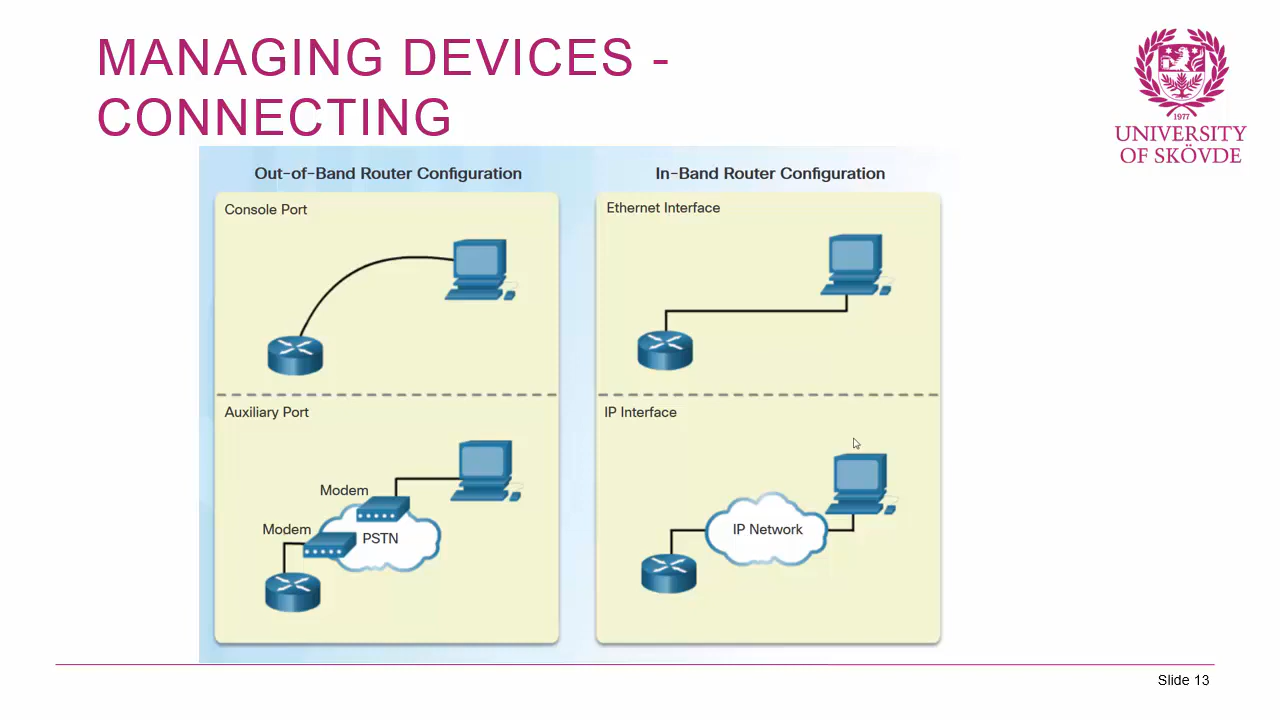 MANAGING DEVICES -
CONNECTING
1977
UNIVERSITY
OF SKÖVDE
Out-of-Band Router Configuration
Console Port
Auxiliary Port
Modem
Modem
PSTN
In-Band Router Configuration
Ethernet Interface
IP Interface
IP Network
Slide 13